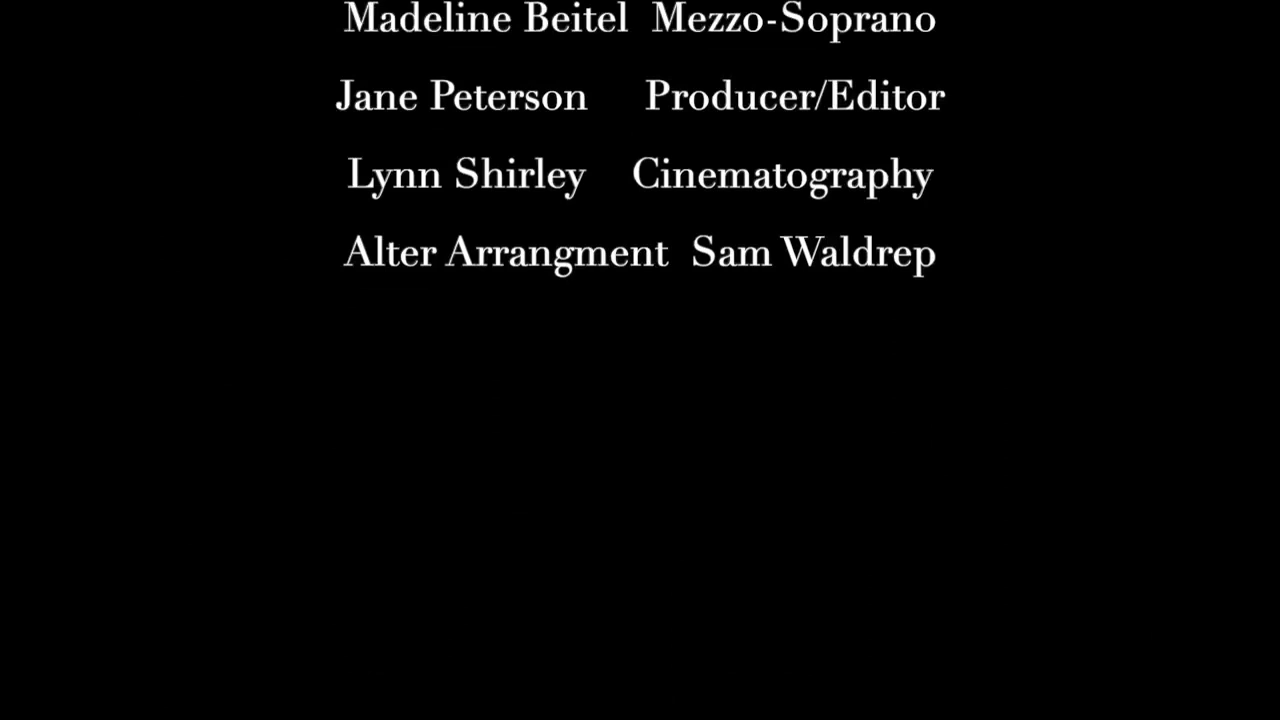 Madeline Beitel Mezzo-Soprano
Jane Peterson Producer/Editor
Lynn Shirley Cinematography
Alter Arrangment Sam Waldrep